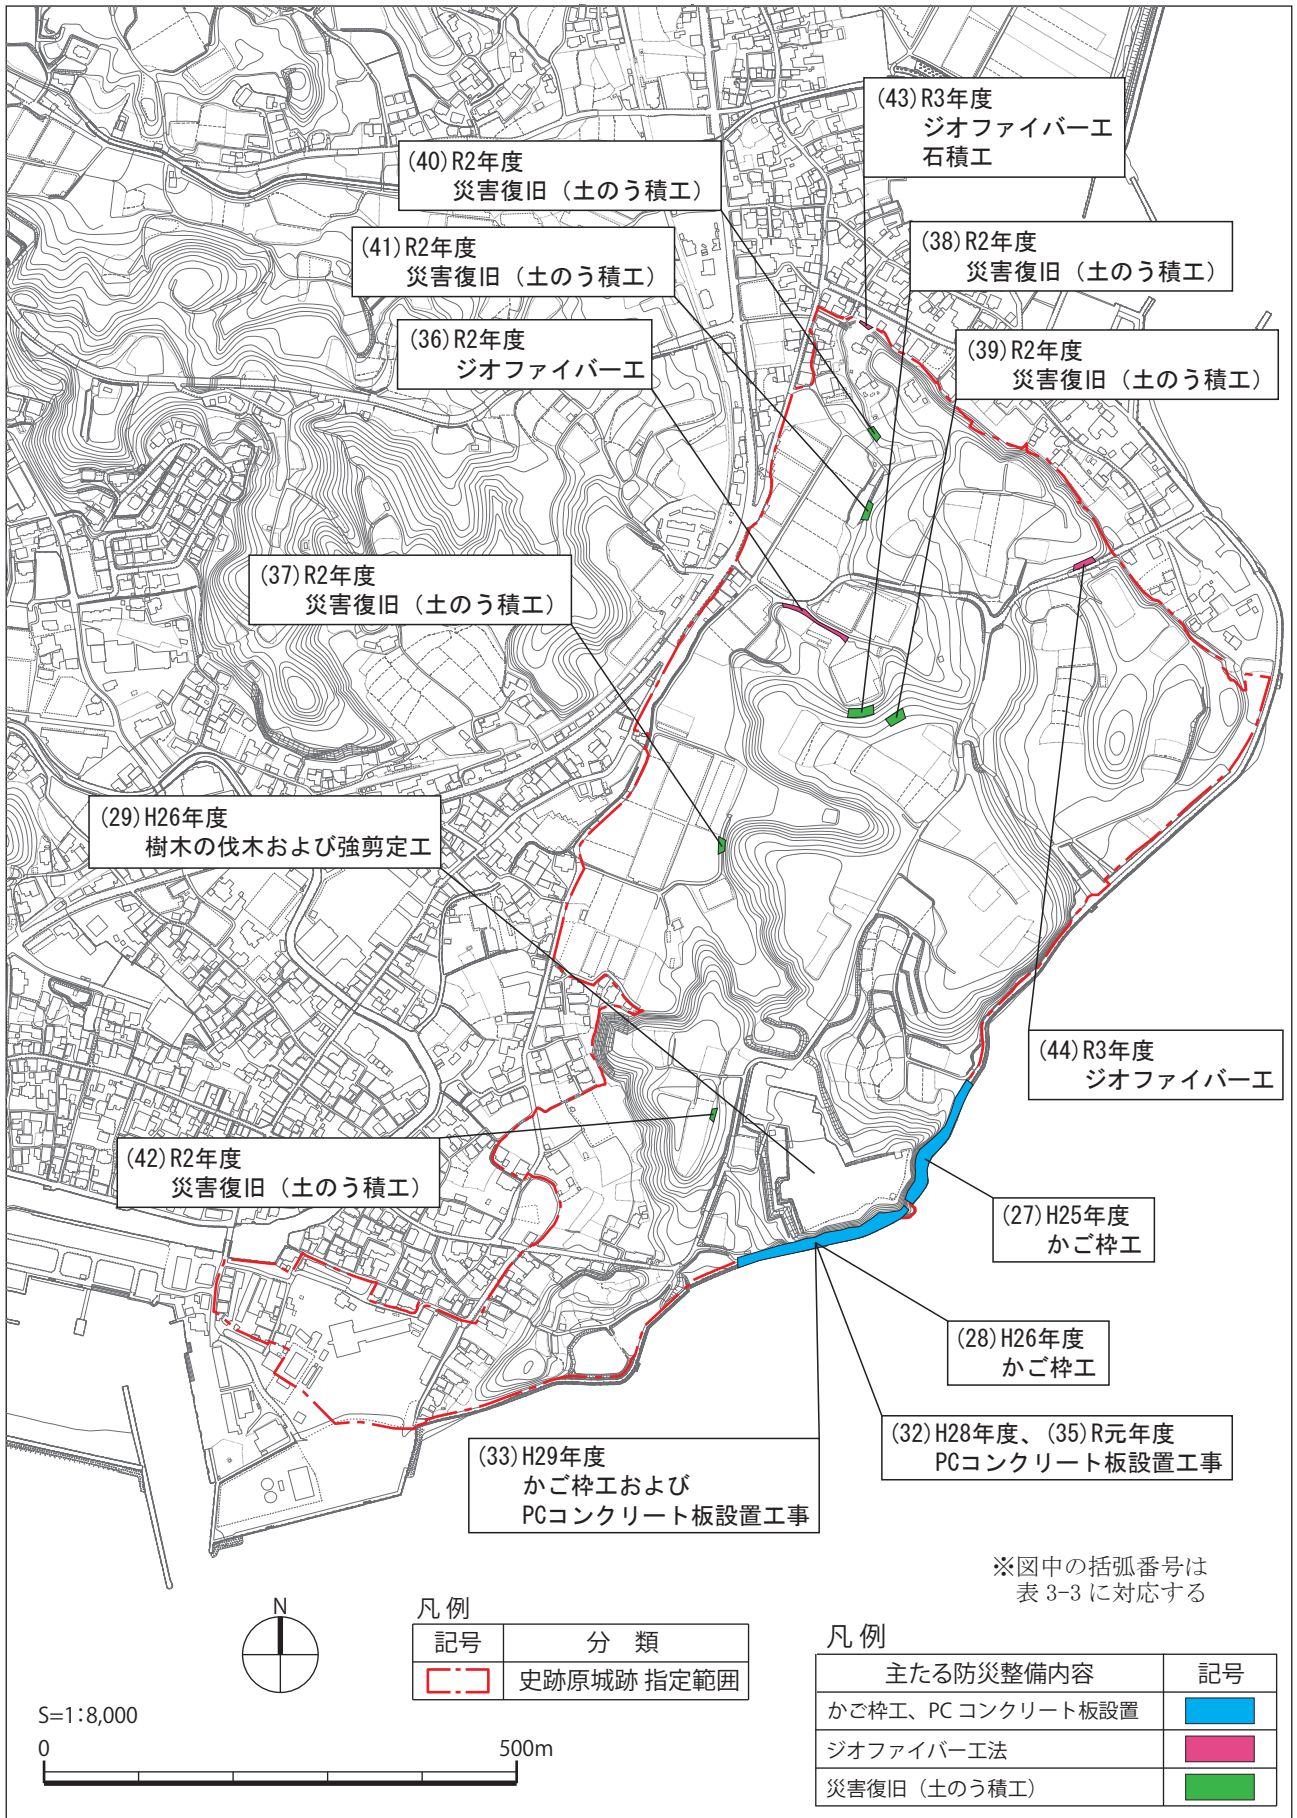 (43)R3年度
ジオファイバー工
石積工
(40)R2年度
災害復旧（土のう積工）
(41)R2年度
災害復旧（土のう積工）
(38)R2年度
災害復旧（土のう積工）
(36)R2年度
ジオファイバー工
(39)R2年度
災害復旧（土のう積工）
(37)R2年度
災害復旧（土のう積工）
(29)H26年度
樹木の伐木および強剪定工
(44)R3年度
ジオファイバー工
(42)R2年度
災害復旧（土のう積工）
(27)H25年度
かご枠工
(28)H26年度
かご枠工
(32)H28年度、(35)R元年度
PCコンクリート板設置工事
(33)H29年度
かご枠工および
PCコンクリート板設置工事
※図中の括弧番号は
表 3-3 に対応する
N
凡 例
記号 分　類
史跡原城跡 指定範囲
S=1:8,000
0 500m
凡 例
主たる防災整備内容 記号
かご枠工、PC コンクリート板設置
ジオファイバー工法
災害復旧（土のう積工）